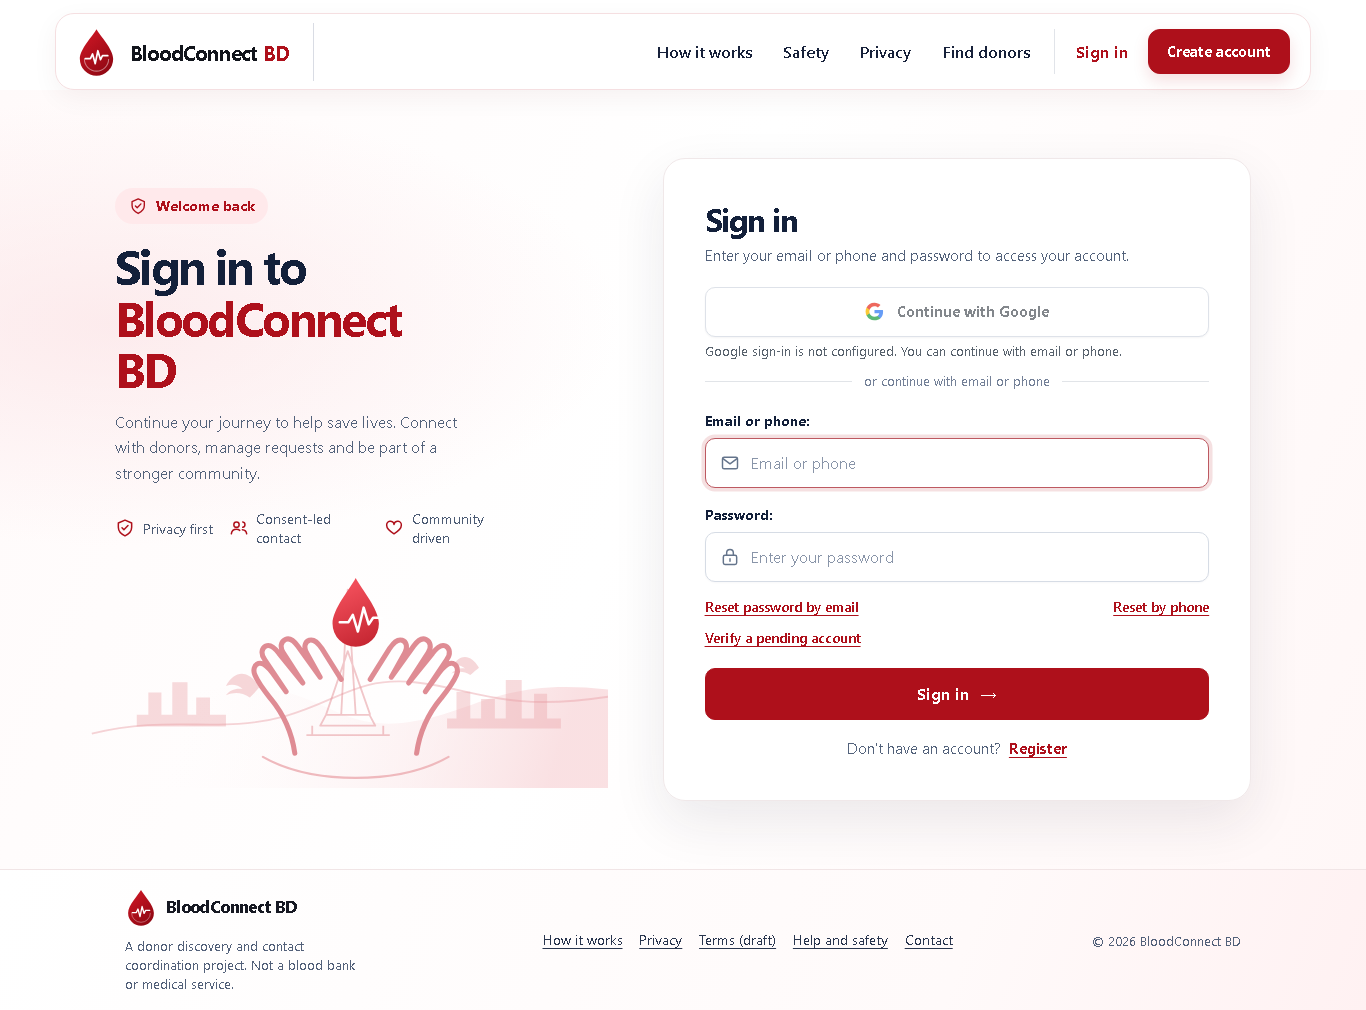 BloodConnect BD
How it works
Safety
Privacy
Find donors
Sign in
Create account
Welcome back
Sign in to
BloodConnect
BD
Continue your journey to help save lives. Connect
with donors, manage requests and be part of a
stronger community.
Privacy first
Consent-led
contact
Community
driven
Sign in
Enter your email or phone and password to access your account.
Continue with Google
Google sign-in is not configured. You can continue with email or phone.
or continue with email or phone
Email or phone:
Email or phone
Password:
Enter your password
Reset password by email
Reset by phone
Verify a pending account
Sign in →
Don't have an account? Register
BloodConnect BD
A donor discovery and contact
coordination project. Not a blood bank
or medical service.
How it works
Privacy
Terms (draft)
Help and safety
Contact
© 2026 BloodConnect BD